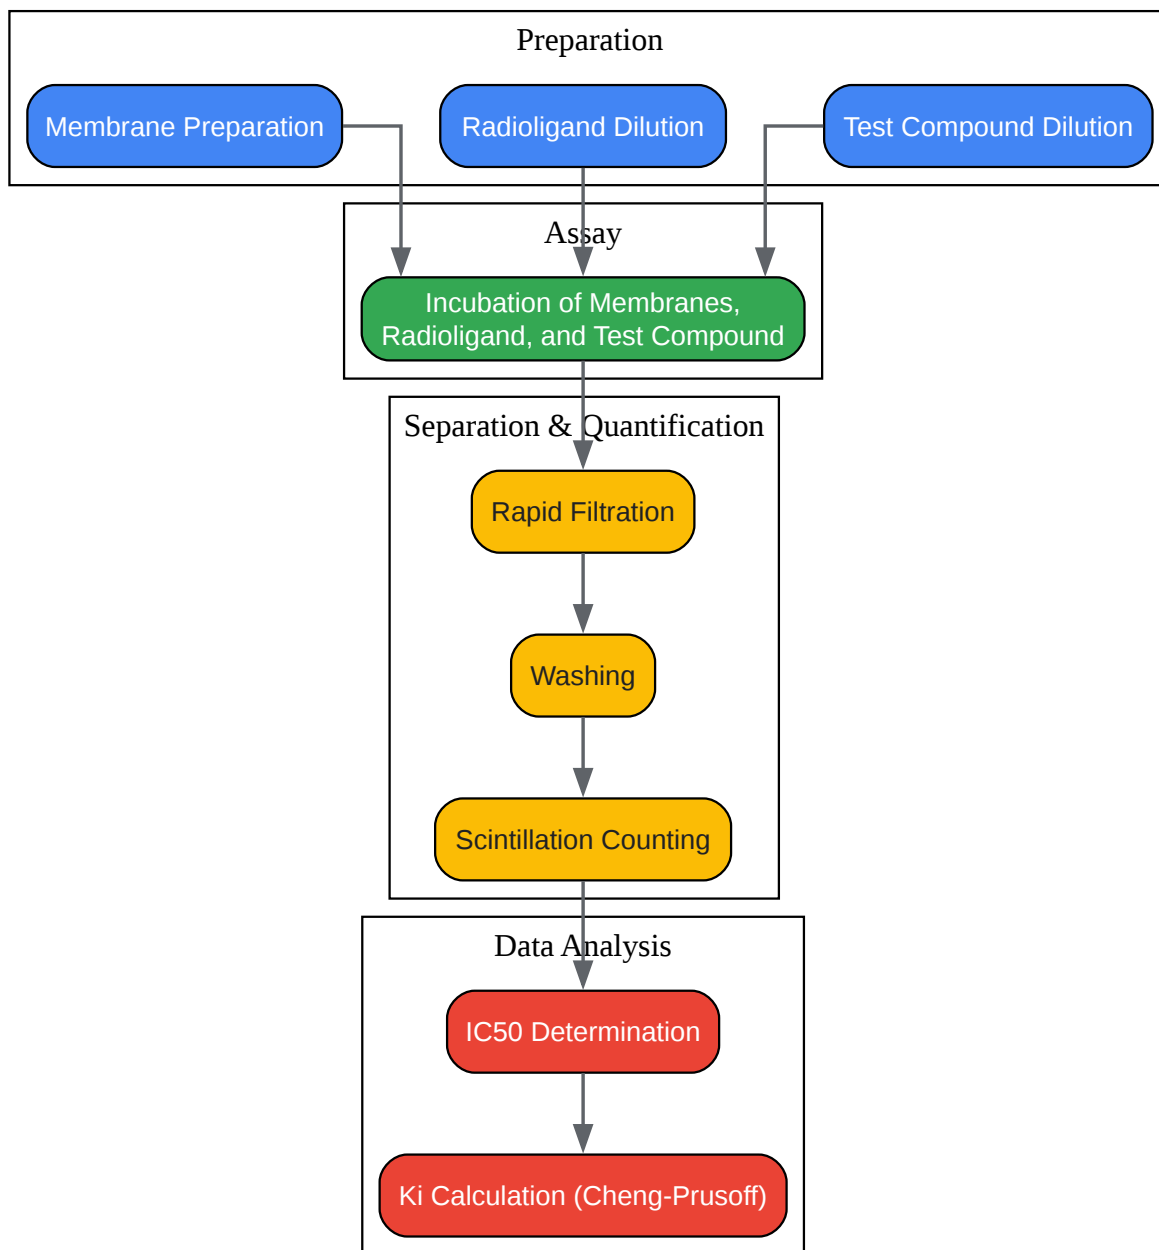 Preparation
Membrane Preparation
Radioligand Dilution
Test Compound Dilution
Assay
Incubation of Membranes,
Radioligand, and Test Compound
Separation & Quantification
Rapid Filtration
Washing
Scintillation Counting
Data Analysis
IC50 Determination
Ki Calculation (Cheng-Prusoff)